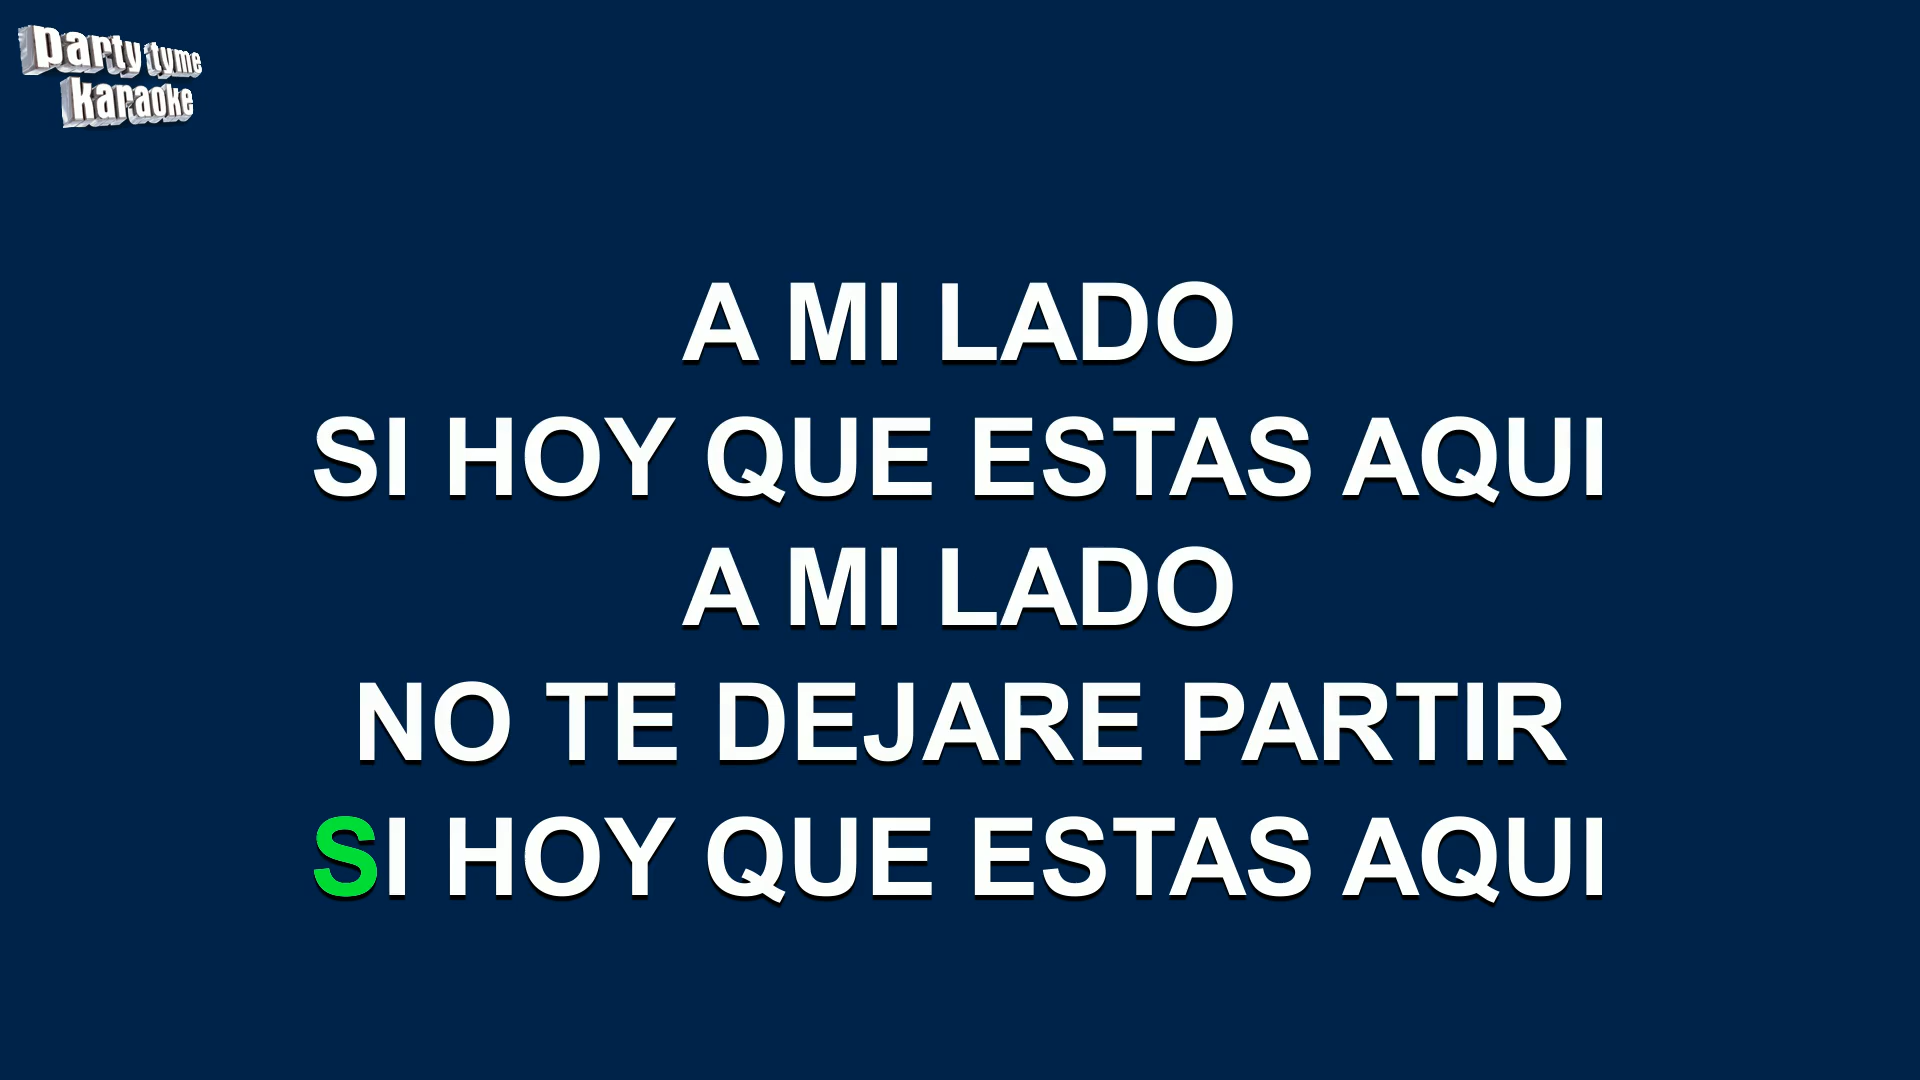 party tyme
karaoke
A MI LADO
SI HOY QUE ESTAS AQUI
A MI LADO
NO TE DEJARE PARTIR
SI HOY QUE ESTAS AQUI